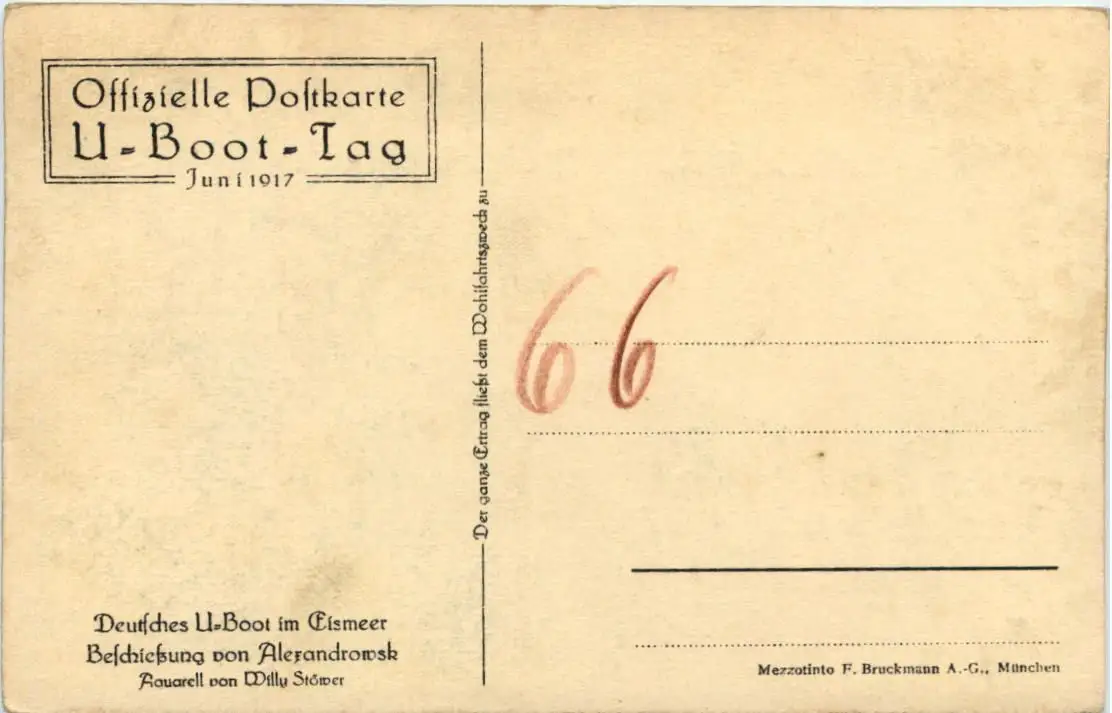 Offizielle Poſtkarte
U-Boot-Tag
Juni 1917
Der ganze Ertrag fließt dem Wohlfahrtszweck zu
66
Deutſches U-Boot im Eismeer
Beſchießung von Alexandrowsk
Aquarell von Willy Stöwer
Mezzotinto F. Bruckmann A.-G., München